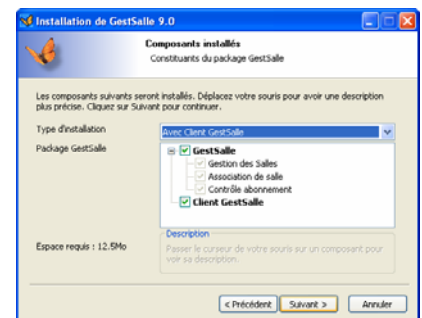 Installation de GestSalle 9.0
Composants installés
Constituants du package GestSalle
Les composants suivants seront installés. Déplacez votre souris pour avoir une description
plus précise. Cliquez sur Suivant pour continuer.
Type d'installation
Avec Client GestSalle
Package GestSalle
GestSalle
Gestion des Salles
Association de salle
Contrôle abonnement
Client GestSalle
Description
Espace requis : 12.5Mo
Passer le curseur de votre souris sur un composant pour
voir sa description.
< Précédent
Suivant >
Annuler